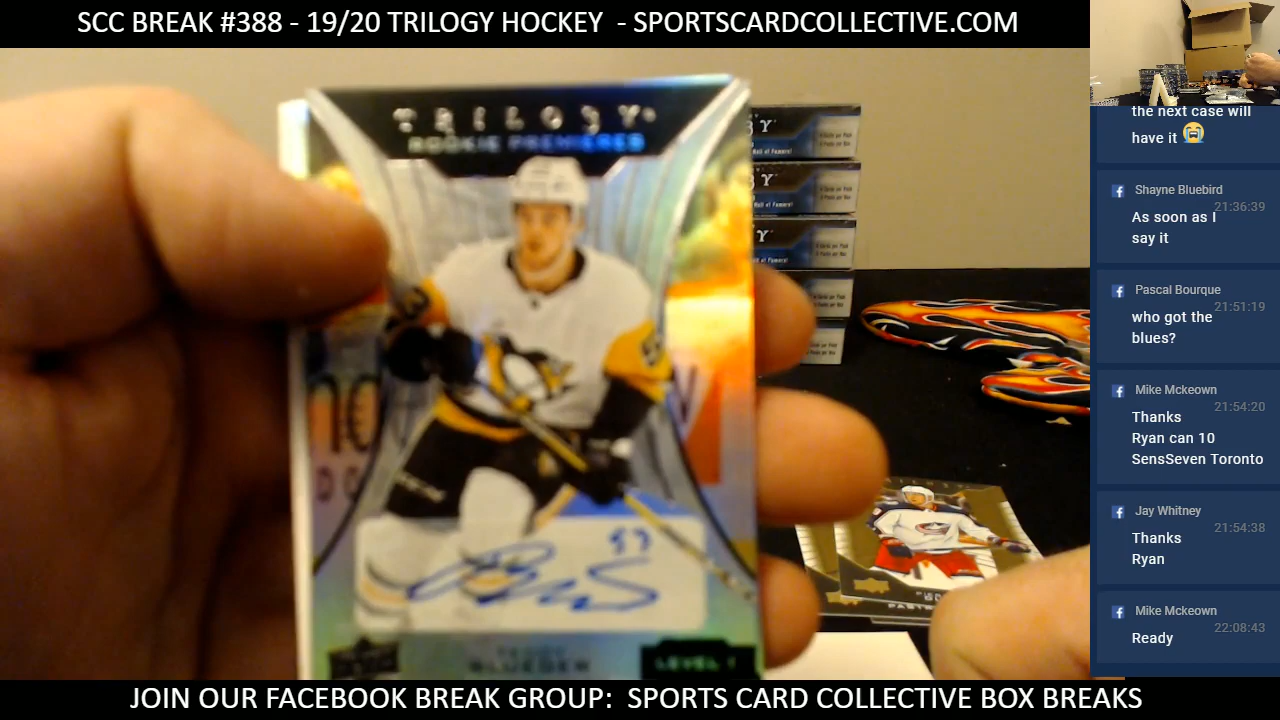 SCC BREAK #388 - 19/20 TRILOGY HOCKEY - SPORTSCARDCOLLECTIVE.COM
TRILOGY
ROOKIE PREMIERES
53
BLUEGER
LEVEL 1
the next case will
have it 😭
Shayne Bluebird
21:36:39
As soon as I
say it
Pascal Bourque
21:51:19
who got the
blues?
Mike Mckeown
21:54:20
Thanks
Ryan can 10
SensSeven Toronto
Jay Whitney
21:54:38
Thanks
Ryan
Mike Mckeown
22:08:43
Ready
JOIN OUR FACEBOOK BREAK GROUP: SPORTS CARD COLLECTIVE BOX BREAKS